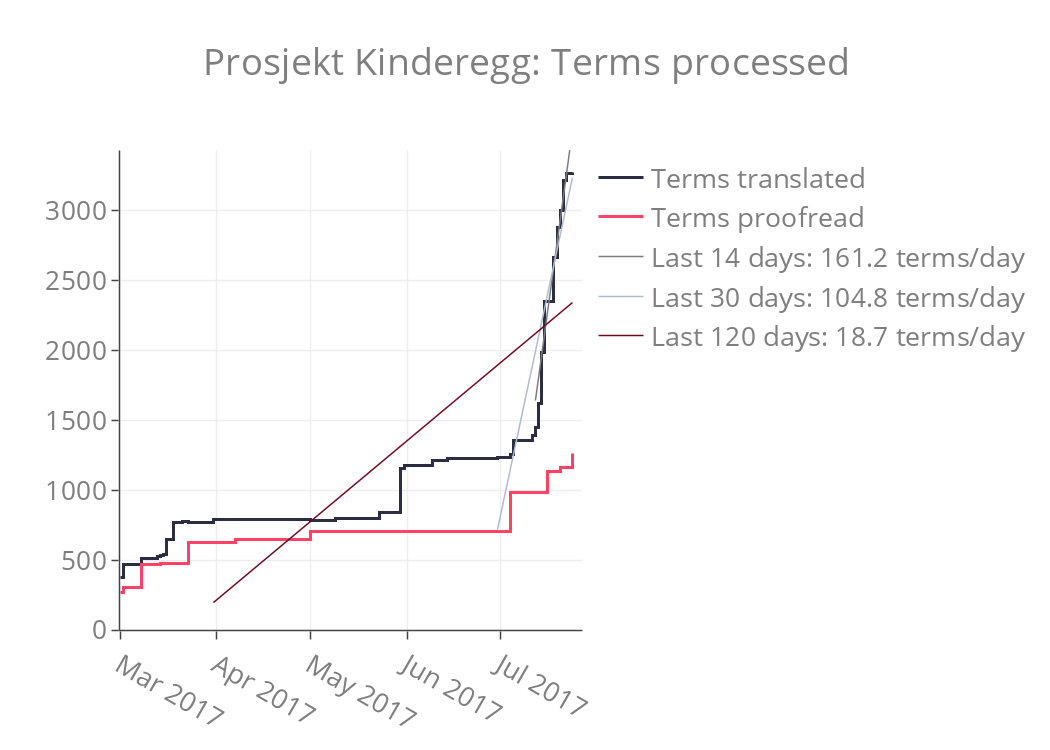 Prosjekt Kinderegg: Terms processed
Terms translated
Terms proofread
Last 14 days: 161.2 terms/day
Last 30 days: 104.8 terms/day
Last 120 days: 18.7 terms/day
3000
2500
2000
1500
1000
500
0
Mar 2017
Apr 2017
May 2017
Jun 2017
Jul 2017